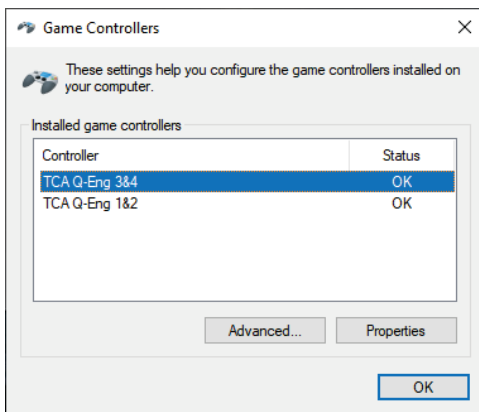 Game Controllers
These settings help you configure the game controllers installed on
your computer.
Installed game controllers
Controller Status
TCA Q-Eng 3&4 OK
TCA Q-Eng 1&2 OK
Advanced... Properties
OK